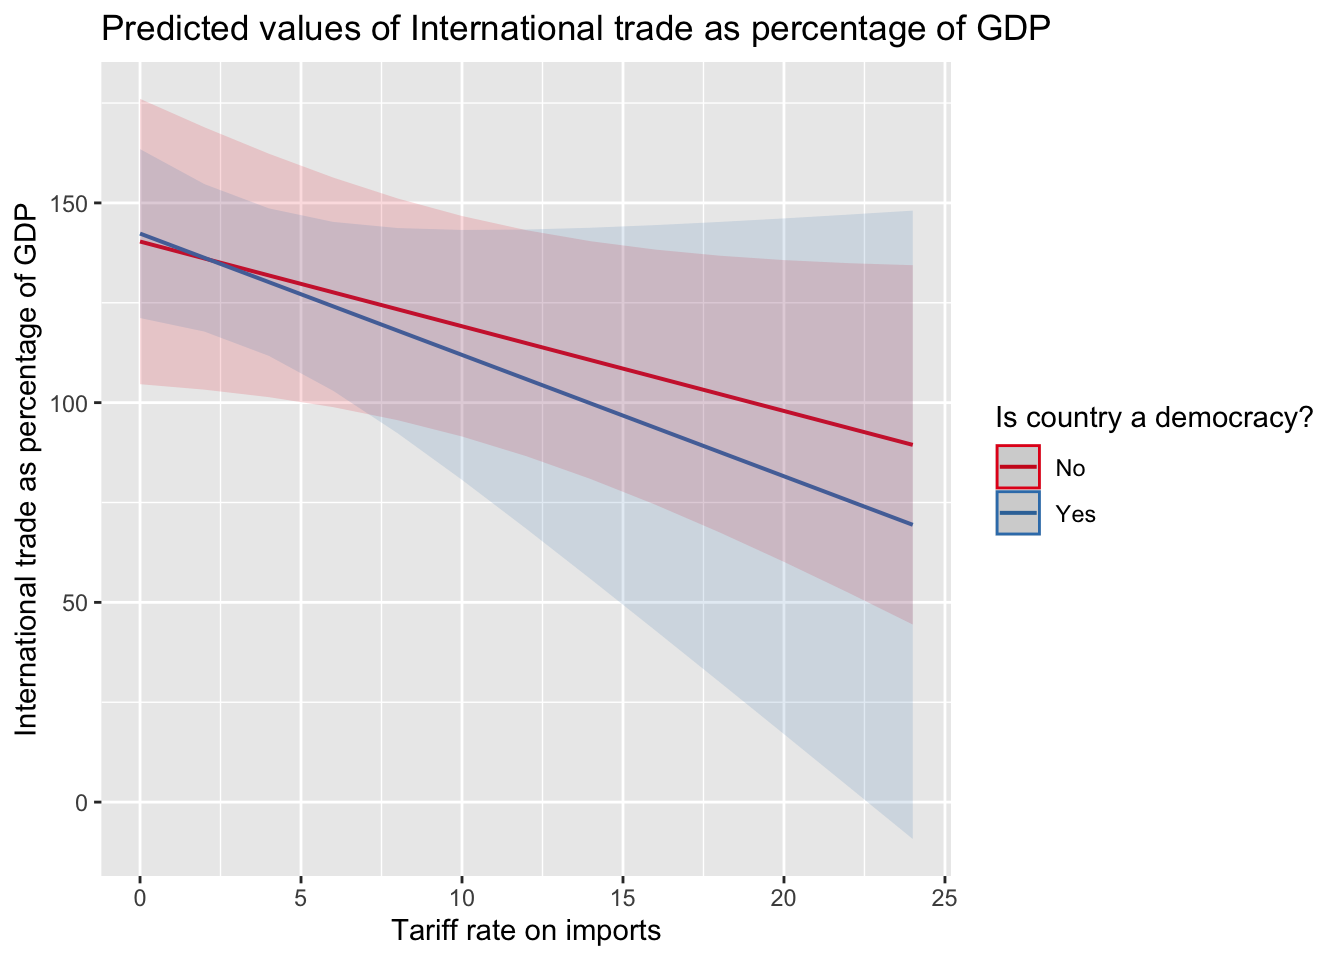 Predicted values of International trade as percentage of GDP
International trade as percentage of GDP
150
100
50
0
0 5 10 15 20 25
Tariff rate on imports
Is country a democracy?
No
Yes